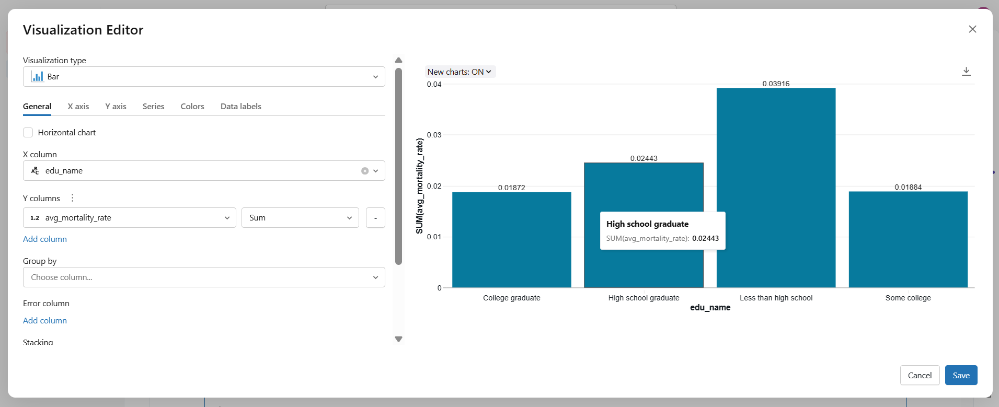 Visualization Editor
Visualization type
Bar
General X axis Y axis Series Colors Data labels
Horizontal chart
X column
ABC edu_name
Y columns
1.2 avg_mortality_rate Sum -
Add column
Group by
Choose column...
Error column
Add column
Stacking
New charts: ON
SUM(avg_mortality_rate)
0.04
0.03
0.02
0.01
0
0.01872
0.02443
0.03916
0.01884
High school graduate
SUM(avg_mortality_rate): 0.02443
College graduate High school graduate Less than high school Some college
edu_name
Cancel Save